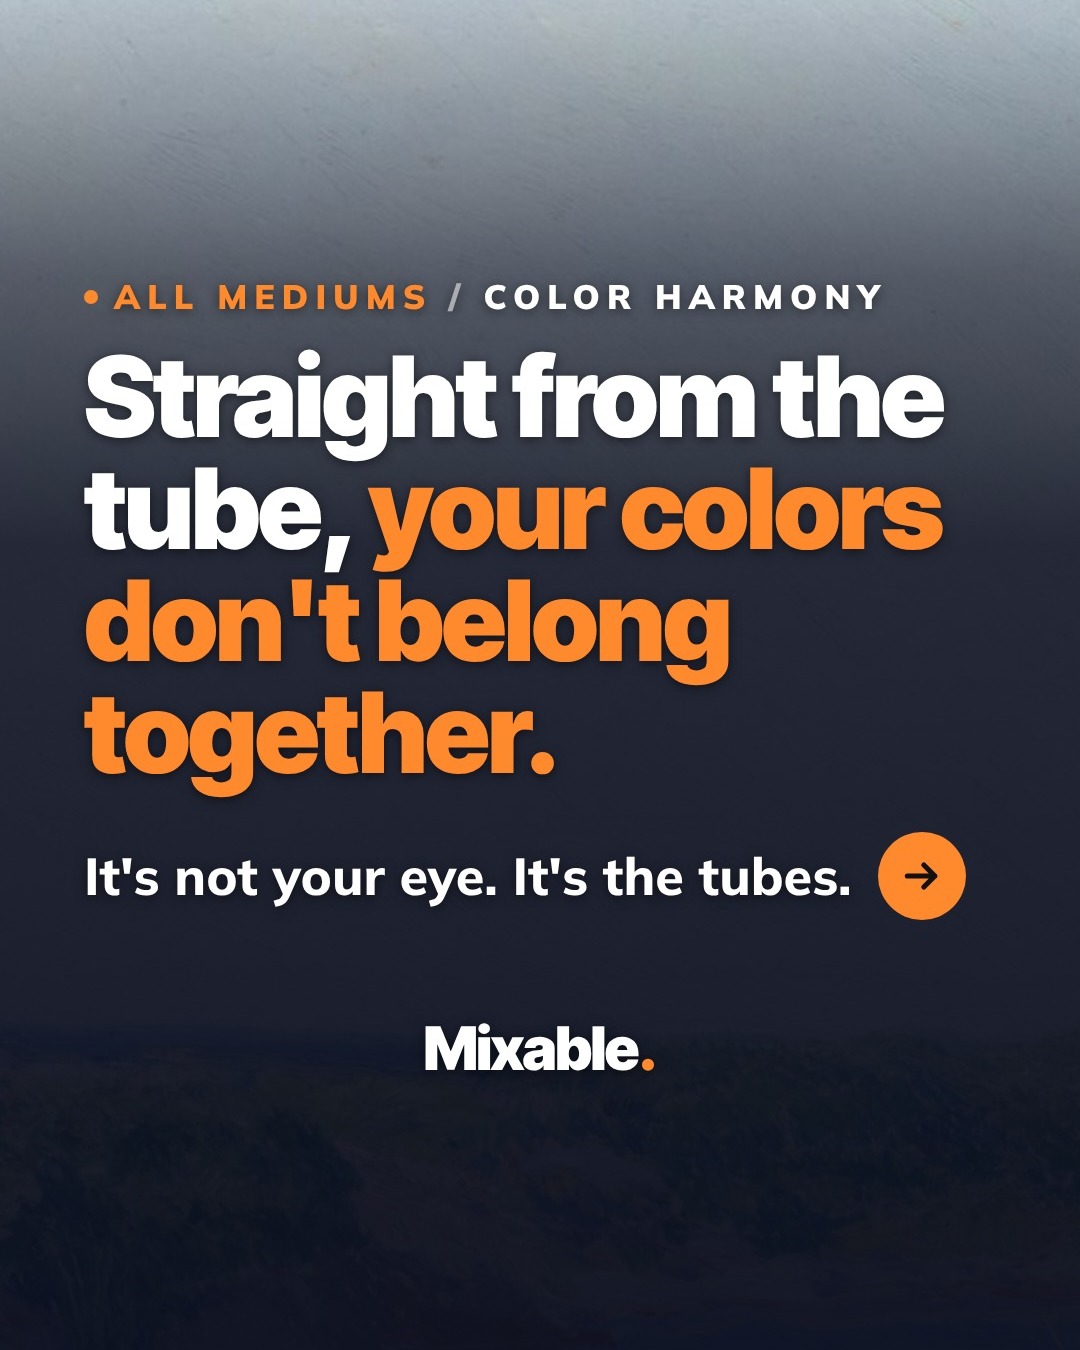 • ALL MEDIUMS / COLOR HARMONY
Straight from the
tube, your colors
don't belong
together.
It's not your eye. It's the tubes.
Mixable.